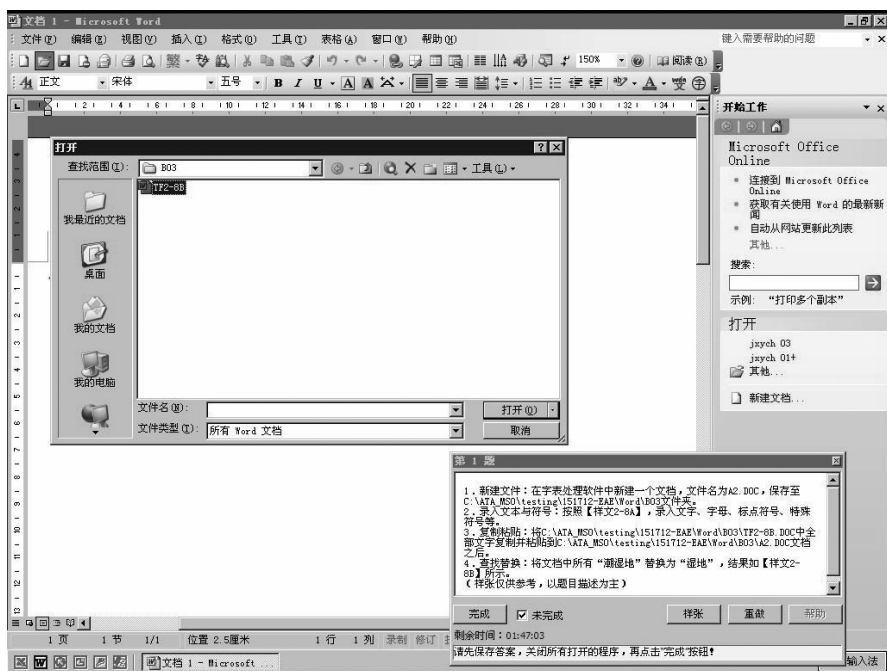 文档 1 - Microsoft Word
文件(F) 编辑(E) 视图(V) 插入(I) 格式(O) 工具(T) 表格(A) 窗口(W) 帮助(H)
键入需要帮助的问题
150%
阅读(R)
正文
宋体
五号
B I U
开始工作
打开
查找范围(I):
B03
工具(L)
TF2-8B
我最近的文档
桌面
我的文档
我的电脑
文件名(N):
打开(O)
文件类型(T):
所有 Word 文档
取消
Microsoft Office
Online
连接到 Microsoft Office
Online
获取有关使用 Word 的最新新
闻
自动从网站更新此列表
其他...
搜索:
示例: “打印多个副本”
打开
jxych 03
jxych 01+
其他...
新建文档...
第 1 题
1．新建文件：在字表处理软件中新建一个文档，文件名为A2.DOC，保存至
C:\ATA_MSO\testing\151712-EAE\Word\B03文件夹。
2．录入文本与符号：按照【样文2-8A】，录入文字、字母、标点符号、特殊
符号等。
3．复制粘贴：将C:\ATA_MSO\testing\151712-EAE\Word\B03\TF2-8B.DOC中全
部文字复制并粘贴到C:\ATA_MSO\testing\151712-EAE\Word\B03\A2.DOC文档
之后。
4．查找替换：将文档中所有“潮湿地”替换为“湿地”，结果如【样文2-
8B】所示。
(样张仅供参考，以题目描述为主)
完成
未完成
样张
重做
帮助
剩余时间：01:47:03
请先保存答案，关闭所有打开的程序，再点击"完成"按钮!
1 页 1 节 1/1 位置 2.5厘米 1 行 1 列 录制 修订
文档 1 - Microsoft ...
输入法